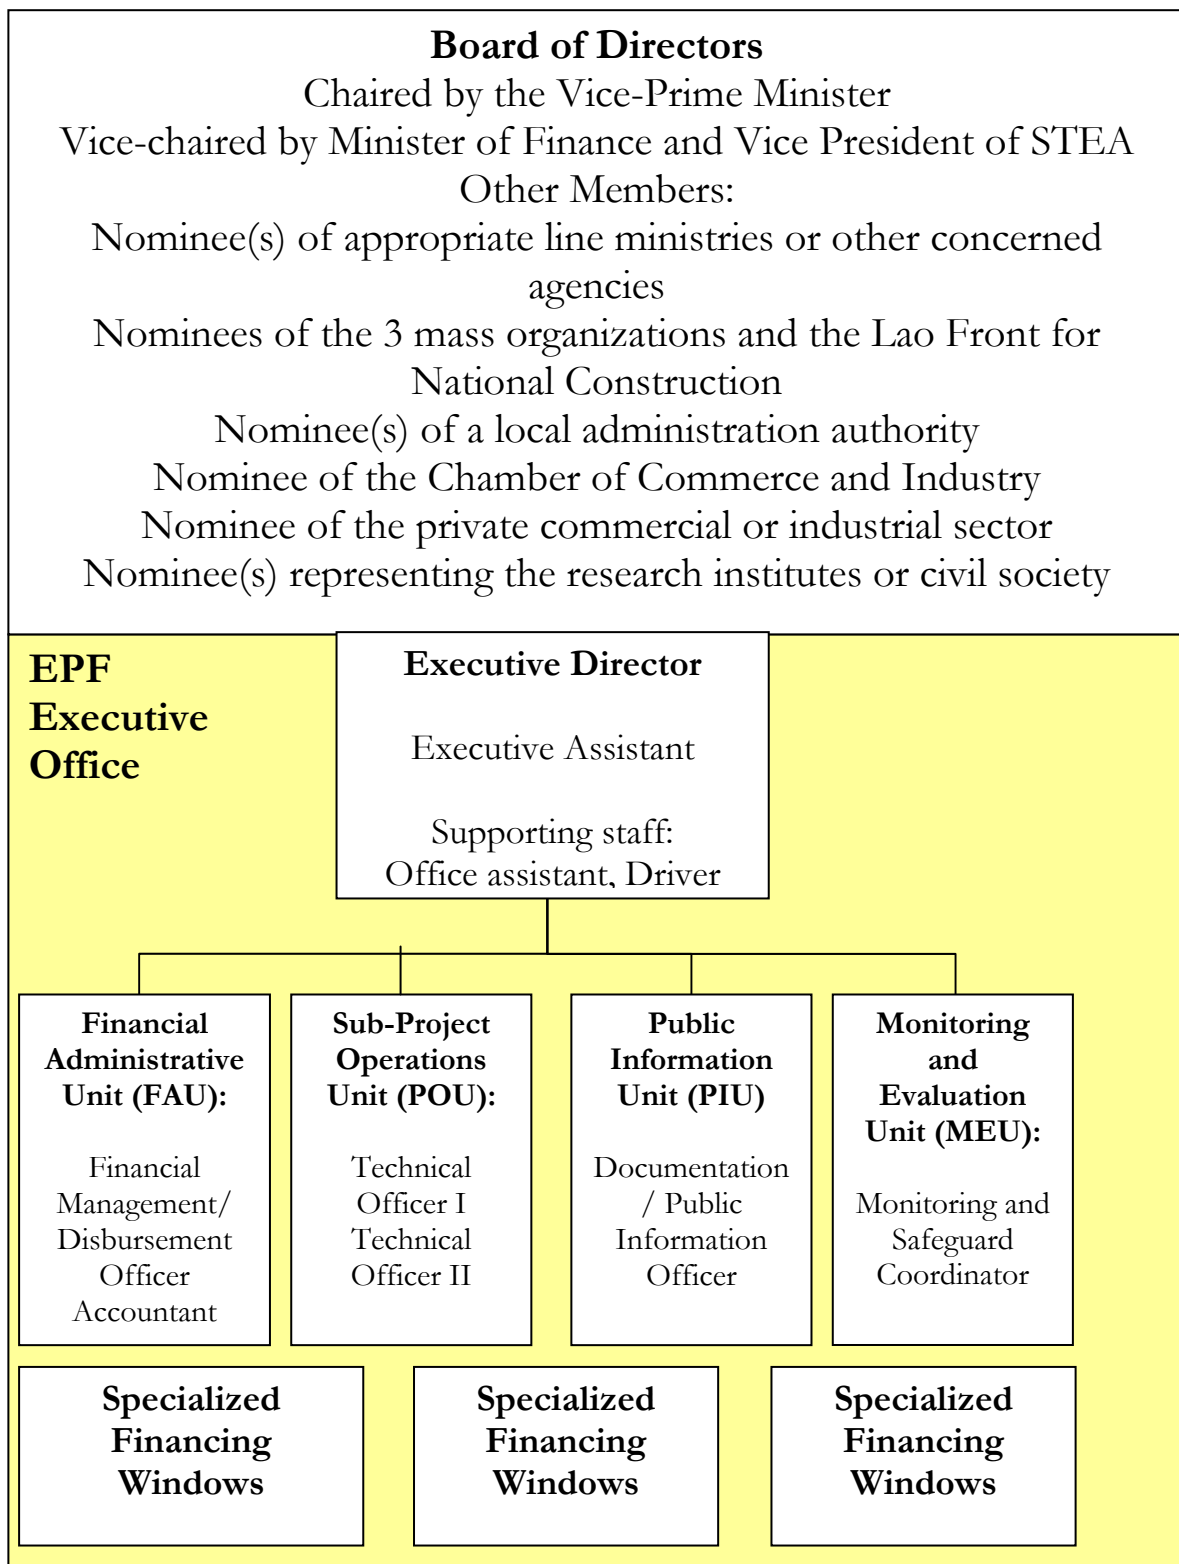 Board of Directors
Chaired by the Vice-Prime Minister
Vice-chaired by Minister of Finance and Vice President of STEA
Other Members:
Nominee(s) of appropriate line ministries or other concerned
agencies
Nominees of the 3 mass organizations and the Lao Front for
National Construction
Nominee(s) of a local administration authority
Nominee of the Chamber of Commerce and Industry
Nominee of the private commercial or industrial sector
Nominee(s) representing the research institutes or civil society
EPF
Executive
Office
Executive Director
Executive Assistant
Supporting staff:
Office assistant, Driver
Financial
Administrative
Unit (FAU):
Financial
Management/
Disbursement
Officer
Accountant
Sub-Project
Operations
Unit (POU):
Technical
Officer I
Technical
Officer II
Public
Information
Unit (PIU)
Documentation
/ Public
Information
Officer
Monitoring
and
Evaluation
Unit (MEU):
Monitoring and
Safeguard
Coordinator
Specialized
Financing
Windows
Specialized
Financing
Windows
Specialized
Financing
Windows